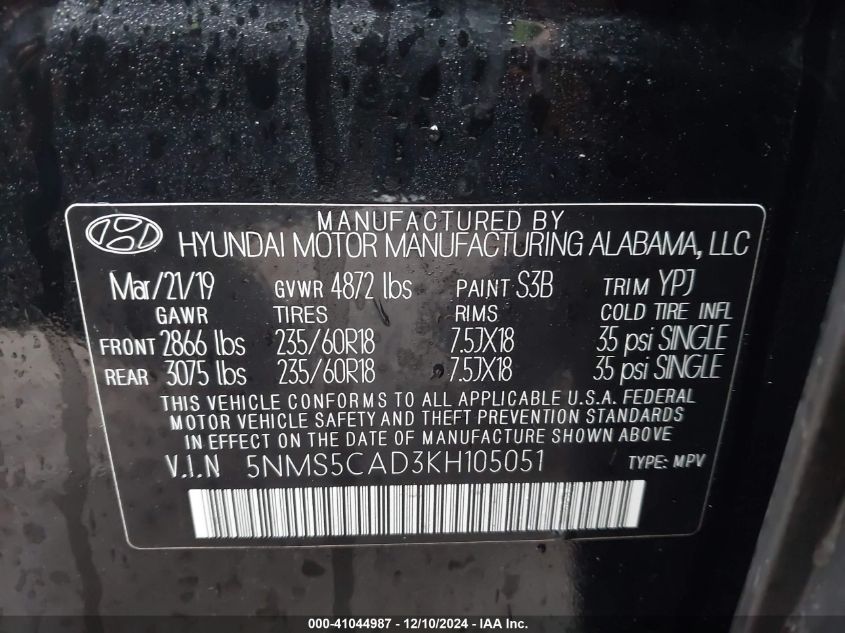 MANUFACTURED BY
HYUNDAI MOTOR MANUFACTURING ALABAMA, LLC
Mar/21/19 GVWR 4872 lbs PAINT S3B TRIM YPJ
GAWR TIRES RIMS COLD TIRE INFL
FRONT 2866 lbs 235/60R18 7.5JX18 35 psi SINGLE
REAR 3075 lbs 235/60R18 7.5JX18 35 psi SINGLE
THIS VEHICLE CONFORMS TO ALL APPLICABLE U.S.A. FEDERAL
MOTOR VEHICLE SAFETY AND THEFT PREVENTION STANDARDS
IN EFFECT ON THE DATE OF MANUFACTURE SHOWN ABOVE
V.I.N 5NMS5CAD3KH105051 TYPE: MPV
000-41044987 - 12/10/2024 - IAA Inc.